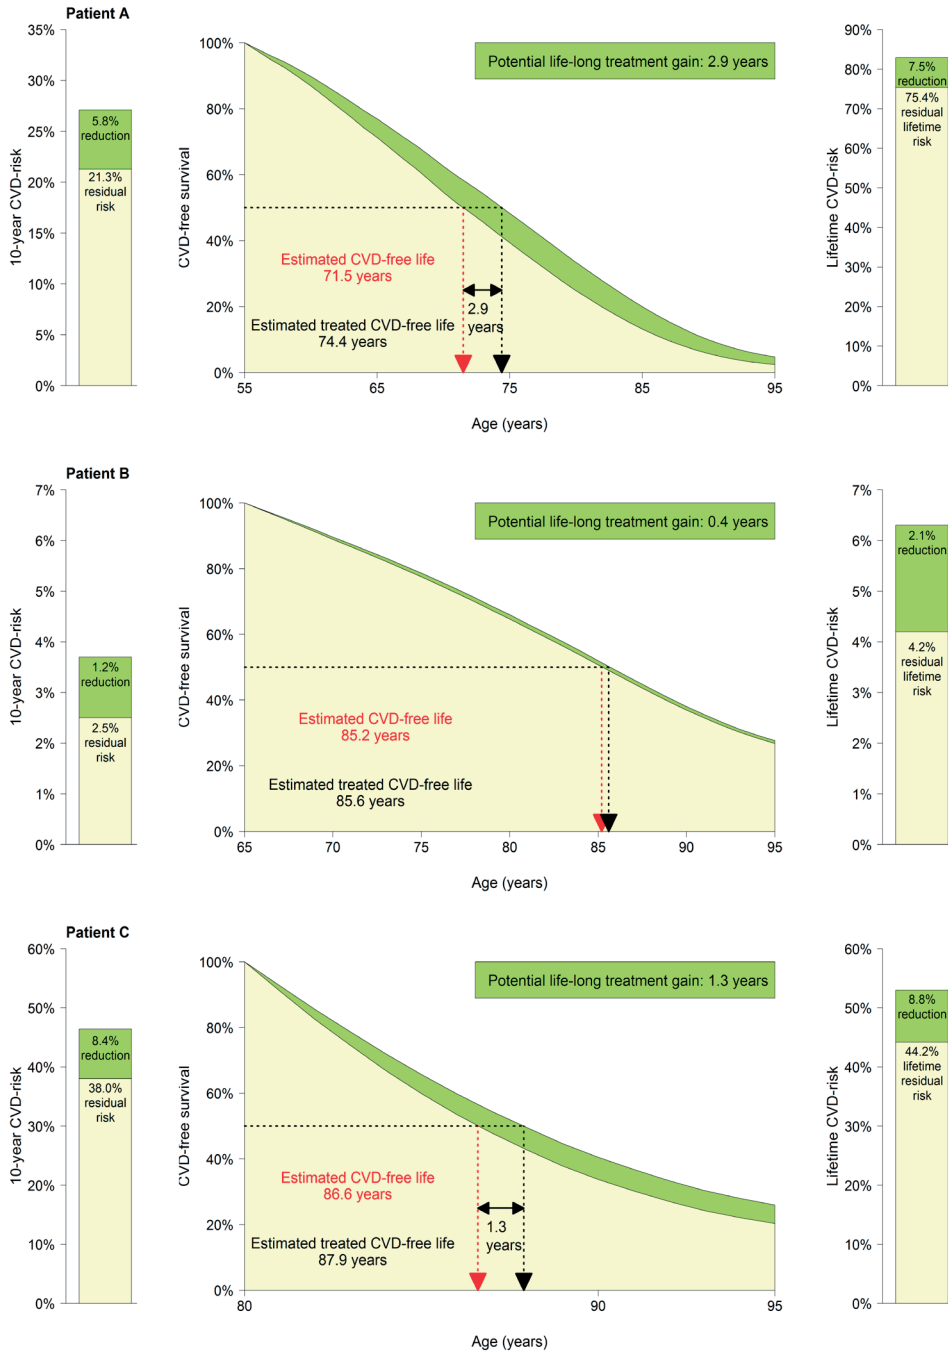 Patient A
10-year CVD-risk
35%
30%
25%
20%
15%
10%
5%
0%
5.8%
reduction
21.3%
residual
risk
CVD-free survival
100%
80%
60%
40%
20%
0%
Potential life-long treatment gain: 2.9 years
Estimated CVD-free life
71.5 years
2.9
years
Estimated treated CVD-free life
74.4 years
55
65
75
85
95
Age (years)
Lifetime CVD-risk
90%
80%
70%
60%
50%
40%
30%
20%
10%
0%
7.5%
reduction
75.4%
residual
lifetime
risk
Patient B
10-year CVD-risk
7%
6%
5%
4%
3%
2%
1%
0%
1.2%
reduction
2.5%
residual
risk
CVD-free survival
100%
80%
60%
40%
20%
0%
Potential life-long treatment gain: 0.4 years
Estimated CVD-free life
85.2 years
Estimated treated CVD-free life
85.6 years
65
70
75
80
85
90
95
Age (years)
Lifetime CVD-risk
7%
6%
5%
4%
3%
2%
1%
0%
2.1%
reduction
4.2%
residual
lifetime
risk
Patient C
10-year CVD-risk
60%
50%
40%
30%
20%
10%
0%
8.4%
reduction
38.0%
residual
risk
CVD-free survival
100%
80%
60%
40%
20%
0%
Potential life-long treatment gain: 1.3 years
Estimated CVD-free life
86.6 years
1.3
years
Estimated treated CVD-free life
87.9 years
80
90
95
Age (years)
Lifetime CVD-risk
60%
50%
40%
30%
20%
10%
0%
8.8%
reduction
44.2%
lifetime
residual
risk